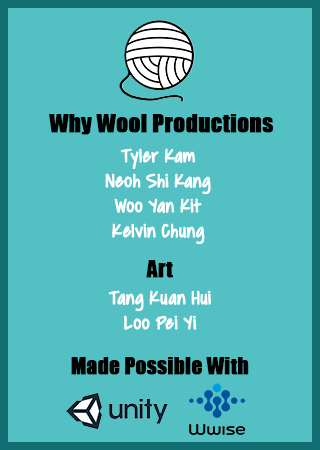 Why Wool Productions
Tyler Kam
Neoh Shi Kang
Woo Yan Kit
Kelvin Chung
Art
Tang Kuan Hui
Loo Pei Yi
Made Possible With
unity
Wwise